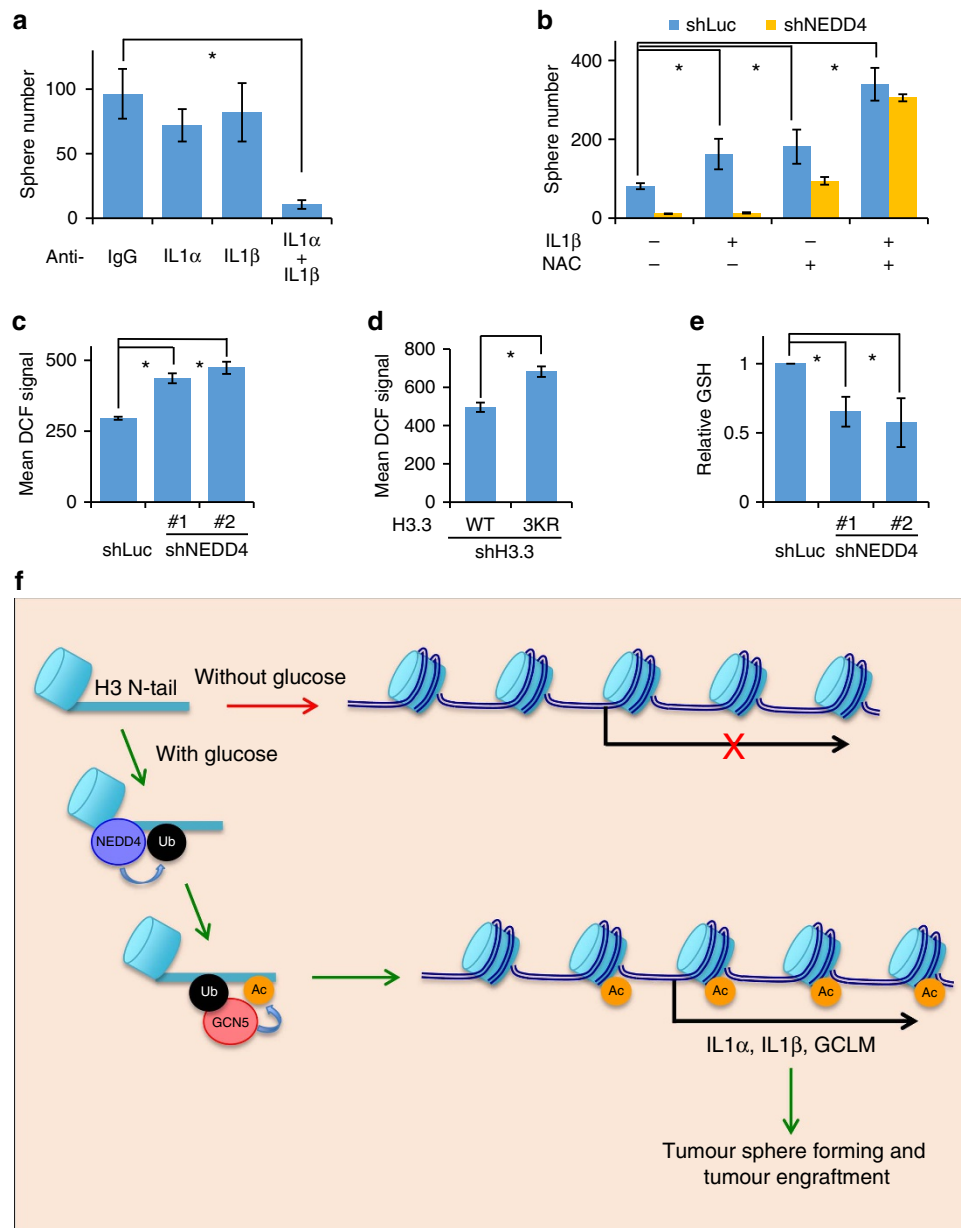 a
*
Sphere number
100
50
0
Anti-
IgG
IL1α
IL1β
IL1α
+
IL1β
b
shLuc
shNEDD4
* * *
Sphere number
400
200
0
IL1β – + – +
NAC – – + +
c
* *
Mean DCF signal
500
250
0
#1 #2
shLuc shNEDD4
d
*
Mean DCF signal
800
600
400
200
0
H3.3 WT 3KR
shH3.3
e
* *
Relative GSH
1
0.5
0
#1 #2
shLuc shNEDD4
f
H3 N-tail
Without glucose
X
With glucose
NEDD4
Ub
Ub
Ac
GCN5
Ac
Ac
Ac
Ac
IL1α, IL1β, GCLM
Tumour sphere forming and
tumour engraftment